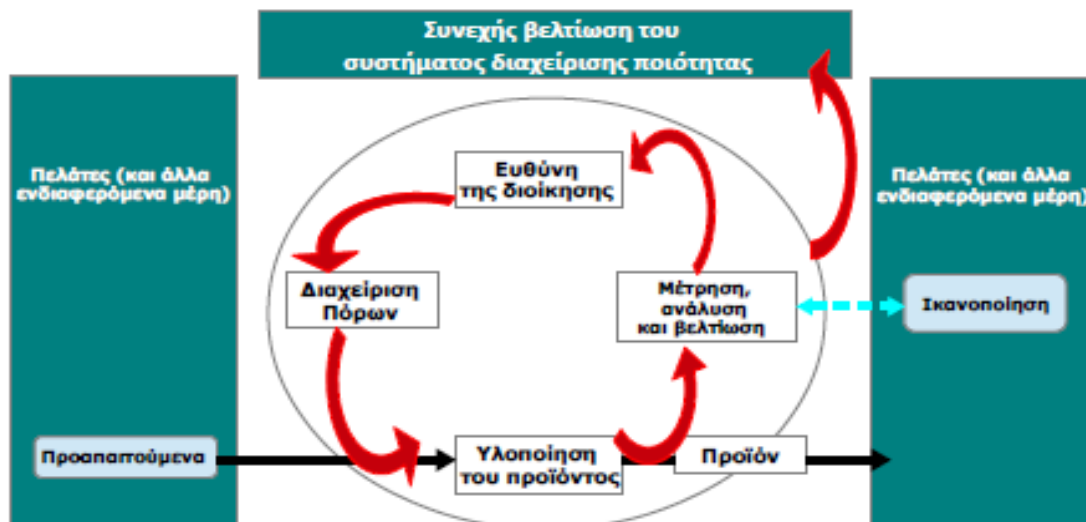 Συνεχής βελτίωση του
συστήματος διαχείρισης ποιότητας
Πελάτες (και άλλα
ενδιαφερόμενα μέρη)
Ευθύνη
της διοίκησης
Πελάτες (και άλλα
ενδιαφερόμενα μέρη)
Διαχείριση
Πόρων
Μέτρηση,
ανάλυση
και βελτίωση
Ικανοποίηση
Προαπαιτούμενα
Υλοποίηση
του προϊόντος
Προϊόν